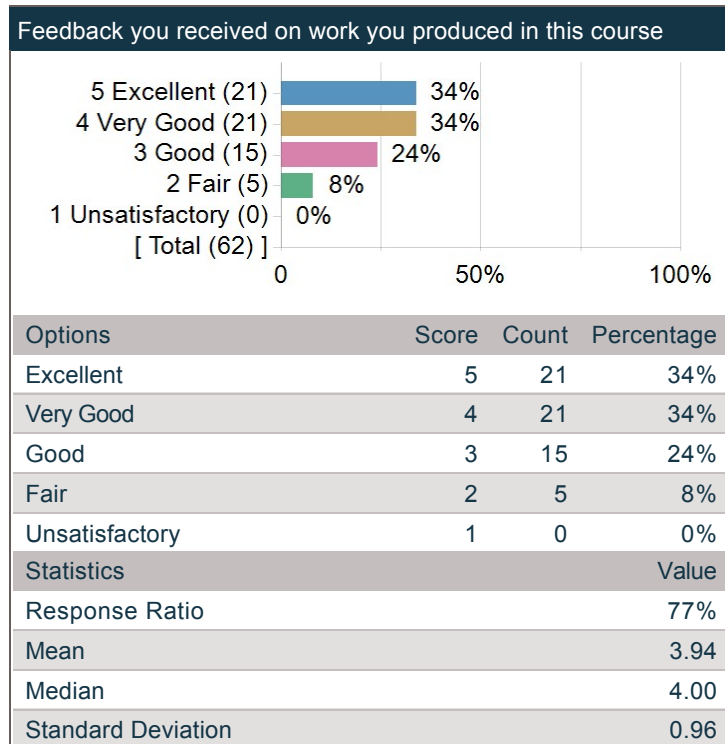 Feedback you received on work you produced in this course
5 Excellent (21) 34%
4 Very Good (21) 34%
3 Good (15) 24%
2 Fair (5) 8%
1 Unsatisfactory (0) 0%
[ Total (62) ]
0 50% 100%
Options Score Count Percentage
Excellent 5 21 34%
Very Good 4 21 34%
Good 3 15 24%
Fair 2 5 8%
Unsatisfactory 1 0 0%
Statistics Value
Response Ratio 77%
Mean 3.94
Median 4.00
Standard Deviation 0.96